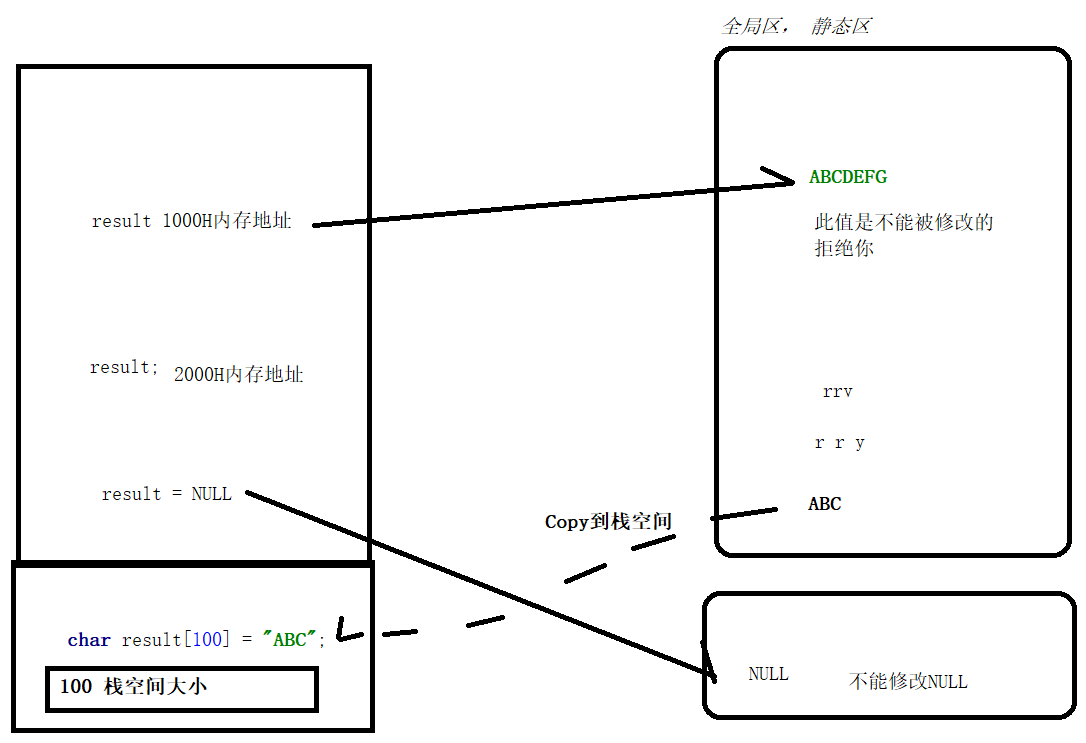 全局区， 静态区
ABCDEFG
result 1000H内存地址
此值是不能被修改的
拒绝你
result; 2000H内存地址
rrv
r r y
result = NULL
ABC
Copy到栈空间
char result[100] = "ABC";
100 栈空间大小
NULL 不能修改NULL